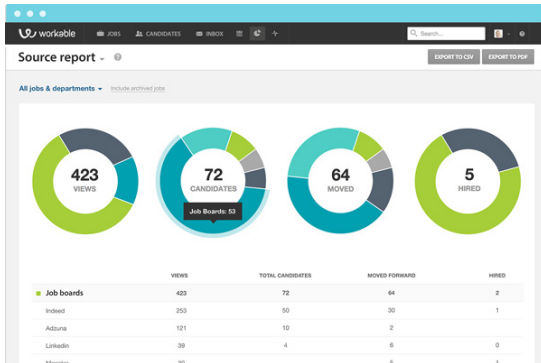 workable JOBS CANDIDATES INBOX Search...
Source report EXPORT TO CSV EXPORT TO PDF
All jobs & departments Include archived jobs
423 72 64 5
VIEWS CANDIDATES MOVED HIRED
Job Boards: 53
VIEWS TOTAL CANDIDATES MOVED FORWARD HIRED
Job boards 423 72 64 2
Indeed 253 50 30 1
Adzuna 121 10 2
Linkedin 39 4 6 0